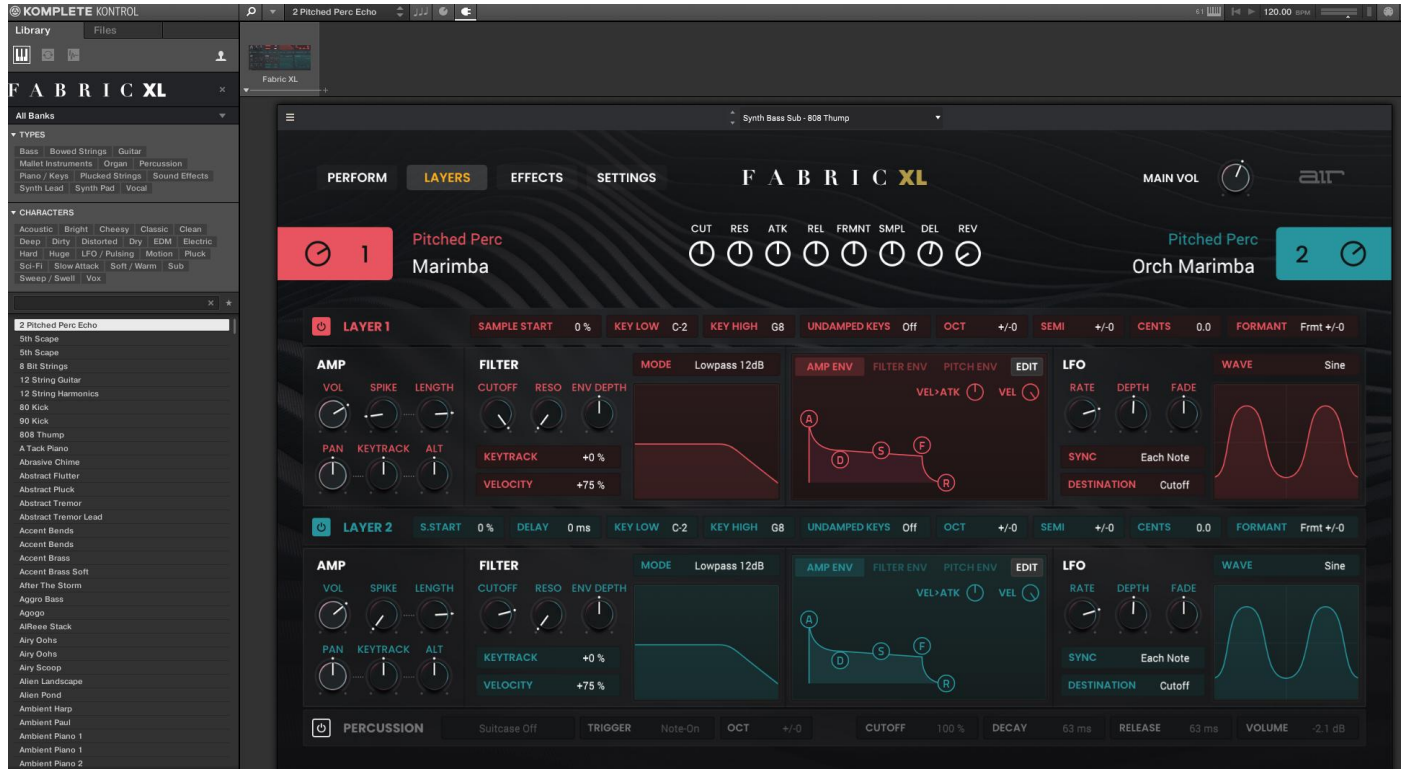 KOMPLETE KONTROL
2 Pitched Perc Echo
61
120.00 BPM
Library Files
Fabric XL
FABRIC XL
All Banks
TYPES
Bass Bowed Strings Guitar
Mallet Instruments Organ Percussion
Piano / Keys Plucked Strings Sound Effects
Synth Lead Synth Pad Vocal
CHARACTERS
Acoustic Bright Cheesy Classic Clean
Deep Dirty Distorted Dry EDM Electric
Hard Huge LFO / Pulsing Motion Pluck
Sci-Fi Slow Attack Soft / Warm Sub
Sweep / Swell Vox
2 Pitched Perc Echo
5th Scape
5th Scape
8 Bit Strings
12 String Guitar
12 String Harmonics
80 Kick
90 Kick
808 Thump
A Tack Piano
Abrasive Chime
Abstract Flutter
Abstract Pluck
Abstract Tremor
Abstract Tremor Lead
Accent Bends
Accent Bends
Accent Brass
Accent Brass Soft
After The Storm
Aggro Bass
Agogo
AIReee Stack
Airy Oohs
Airy Oohs
Airy Scoop
Alien Landscape
Alien Pond
Ambient Harp
Ambient Paul
Ambient Piano 1
Ambient Piano 1
Ambient Piano 2
Synth Bass Sub - 808 Thump
PERFORM LAYERS EFFECTS SETTINGS
FABRIC XL
MAIN VOL
air
1
Pitched Perc
Marimba
CUT RES ATK REL FRMNT SMPL DEL REV
Pitched Perc
Orch Marimba
2
LAYER 1 SAMPLE START 0 % KEY LOW C-2 KEY HIGH G8 UNDAMPED KEYS Off OCT +/-0 SEMI +/-0 CENTS 0.0 FORMANT Frmt +/-0
AMP
VOL SPIKE LENGTH
PAN KEYTRACK ALT
FILTER
CUTOFF RESO ENV DEPTH
KEYTRACK +0 %
VELOCITY +75 %
MODE Lowpass 12dB
AMP ENV FILTER ENV PITCH ENV EDIT
VEL>ATK VEL
A D S F R
LFO
RATE DEPTH FADE
SYNC Each Note
DESTINATION Cutoff
WAVE Sine
LAYER 2 S.START 0 % DELAY 0 ms KEY LOW C-2 KEY HIGH G8 UNDAMPED KEYS Off OCT +/-0 SEMI +/-0 CENTS 0.0 FORMANT Frmt +/-0
AMP
VOL SPIKE LENGTH
PAN KEYTRACK ALT
FILTER
CUTOFF RESO ENV DEPTH
KEYTRACK +0 %
VELOCITY +75 %
MODE Lowpass 12dB
AMP ENV FILTER ENV PITCH ENV EDIT
VEL>ATK VEL
A D S F R
LFO
RATE DEPTH FADE
SYNC Each Note
DESTINATION Cutoff
WAVE Sine
PERCUSSION Suitcase Off TRIGGER Note-On OCT +/-0 CUTOFF 100 % DECAY 63 ms RELEASE 63 ms VOLUME -2.1 dB